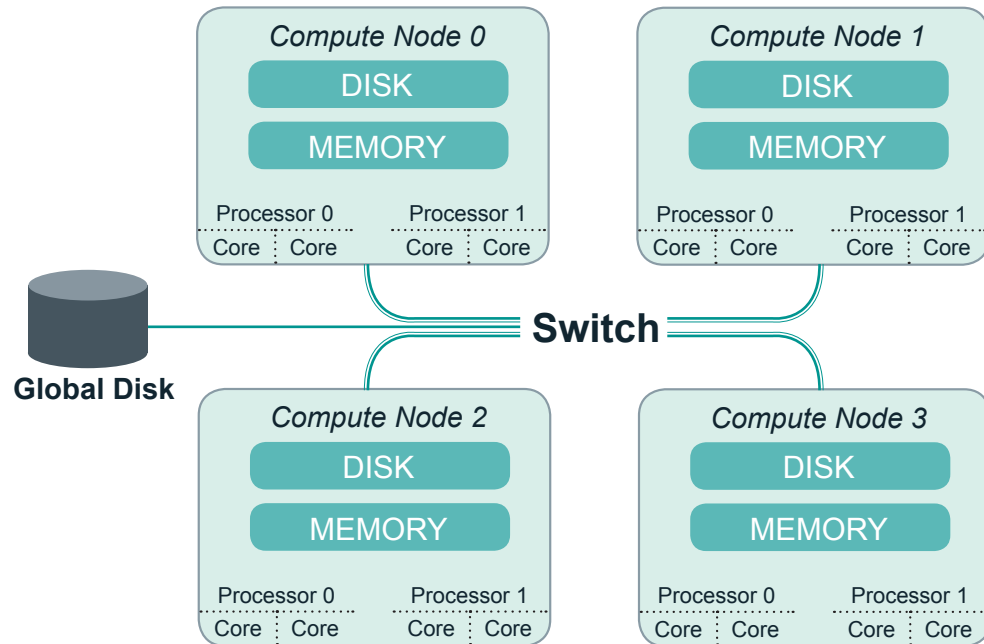 Compute Node 0
DISK
MEMORY
Processor 0
Processor 1
Core Core
Core Core
Compute Node 1
DISK
MEMORY
Processor 0
Processor 1
Core Core
Core Core
Switch
Global Disk
Compute Node 2
DISK
MEMORY
Processor 0
Processor 1
Core Core
Core Core
Compute Node 3
DISK
MEMORY
Processor 0
Processor 1
Core Core
Core Core